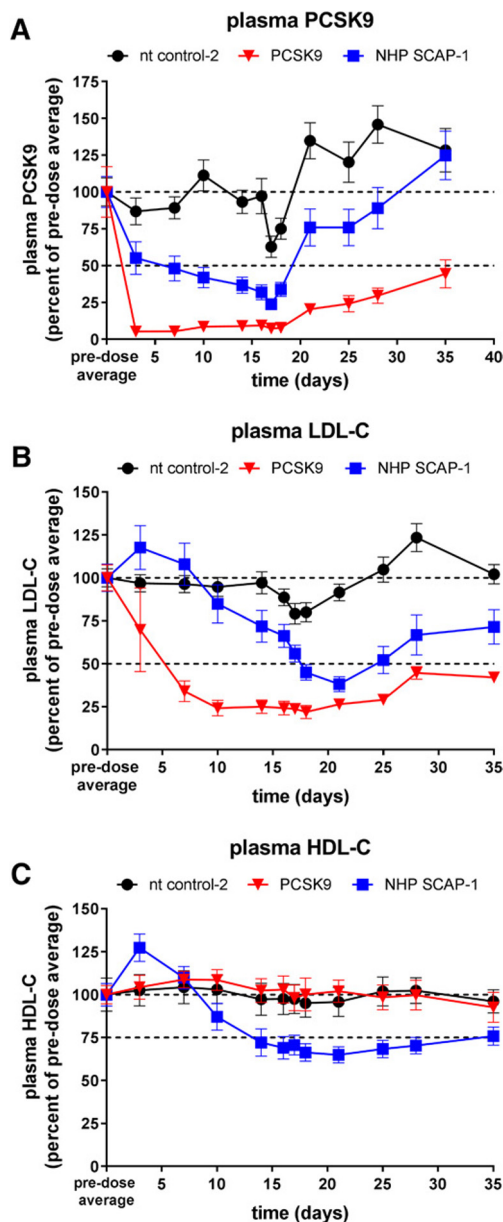 A
plasma PCSK9
nt control-2 PCSK9 NHP SCAP-1
plasma PCSK9
(percent of pre-dose average)
175
150
125
100
75
50
25
0
pre-dose
average
5 10 15 20 25 30 35 40
time (days)
B
plasma LDL-C
nt control-2 PCSK9 NHP SCAP-1
plasma LDL-C
(percent of pre-dose average)
150
125
100
75
50
25
0
pre-dose
average
5 10 15 20 25 30 35
time (days)
C
plasma HDL-C
nt control-2 PCSK9 NHP SCAP-1
plasma HDL-C
(percent of pre-dose average)
150
125
100
75
50
25
0
pre-dose
average
5 10 15 20 25 30 35
time (days)